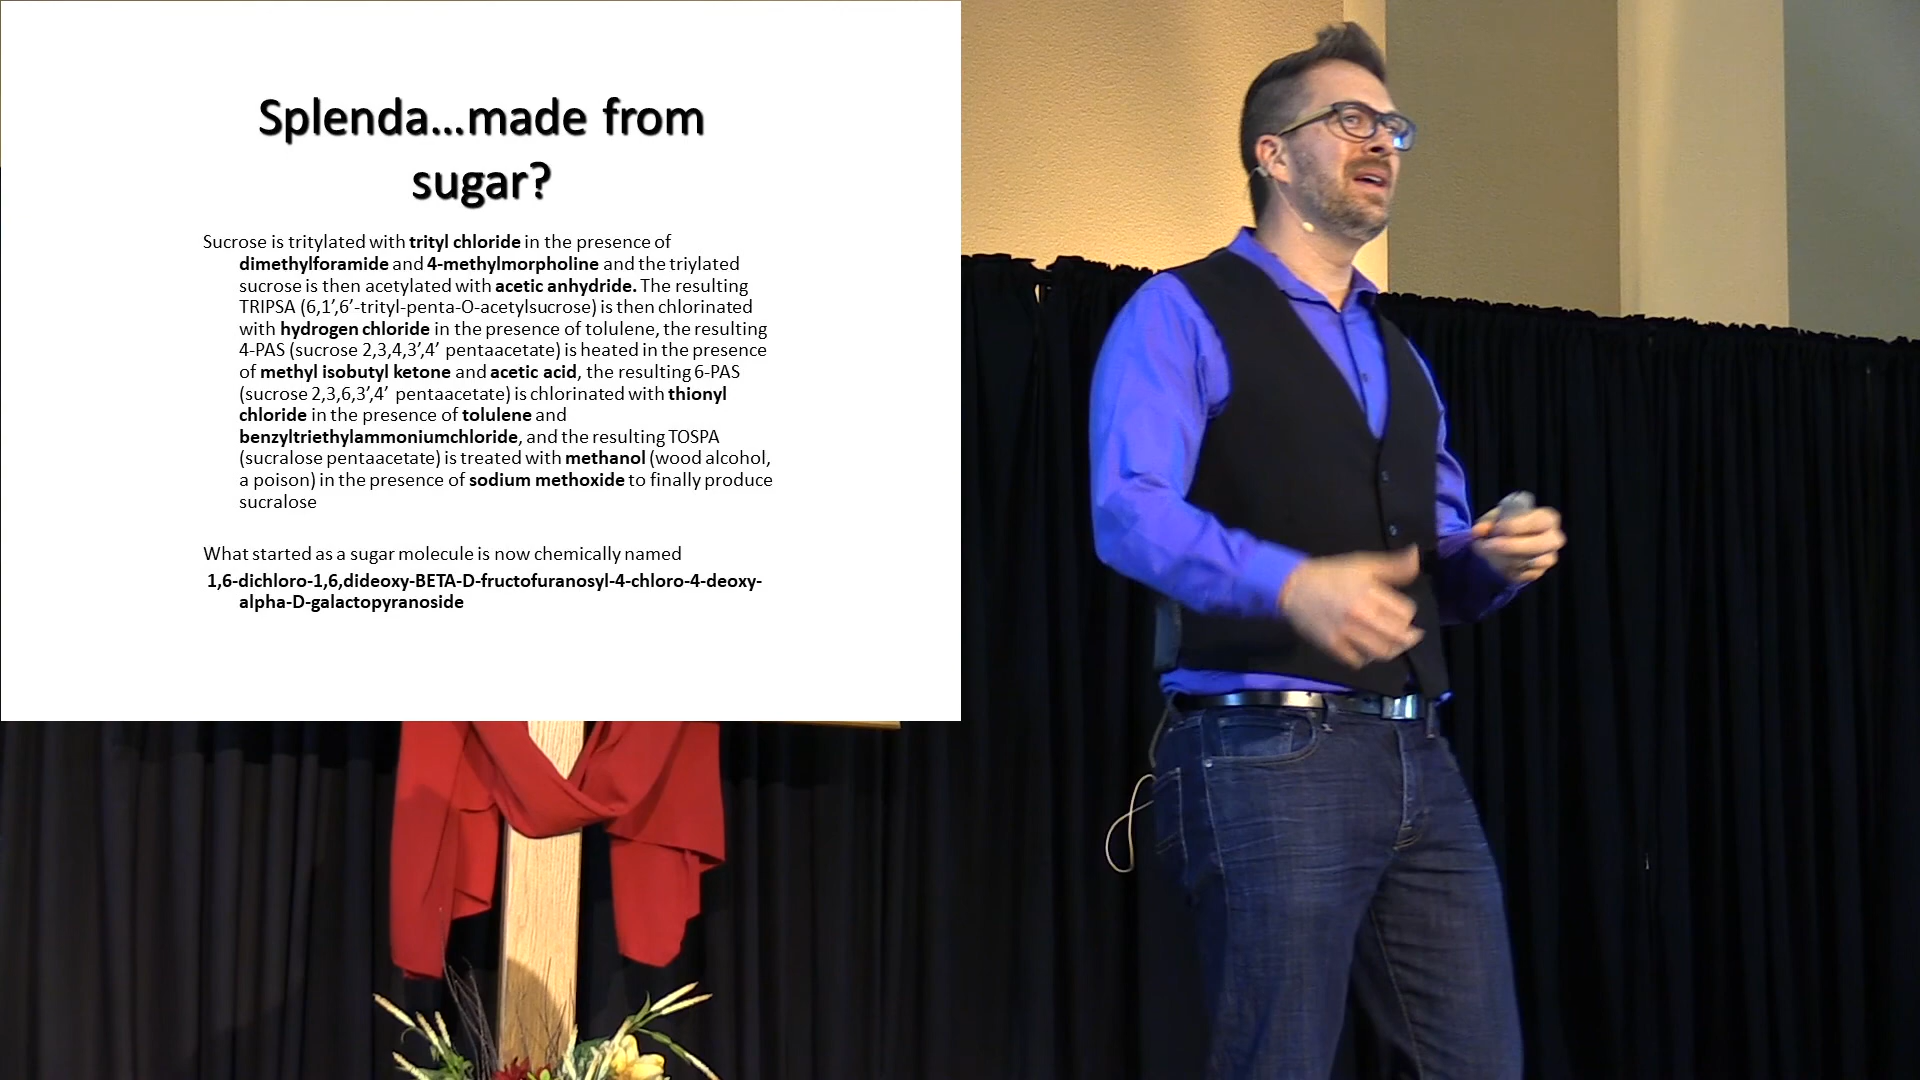 Splenda...made from
sugar?
Sucrose is tritylated with trityl chloride in the presence of
dimethylforamide and 4-methylmorpholine and the triylated
sucrose is then acetylated with acetic anhydride. The resulting
TRIPSA (6,1’,6’-trityl-penta-O-acetylsucrose) is then chlorinated
with hydrogen chloride in the presence of tolulene, the resulting
4-PAS (sucrose 2,3,4,3’,4’ pentaacetate) is heated in the presence
of methyl isobutyl ketone and acetic acid, the resulting 6-PAS
(sucrose 2,3,6,3’,4’ pentaacetate) is chlorinated with thionyl
chloride in the presence of tolulene and
benzyltriethylammoniumchloride, and the resulting TOSPA
(sucralose pentaacetate) is treated with methanol (wood alcohol,
a poison) in the presence of sodium methoxide to finally produce
sucralose
What started as a sugar molecule is now chemically named
1,6-dichloro-1,6,dideoxy-BETA-D-fructofuranosyl-4-chloro-4-deoxy-
alpha-D-galactopyranoside